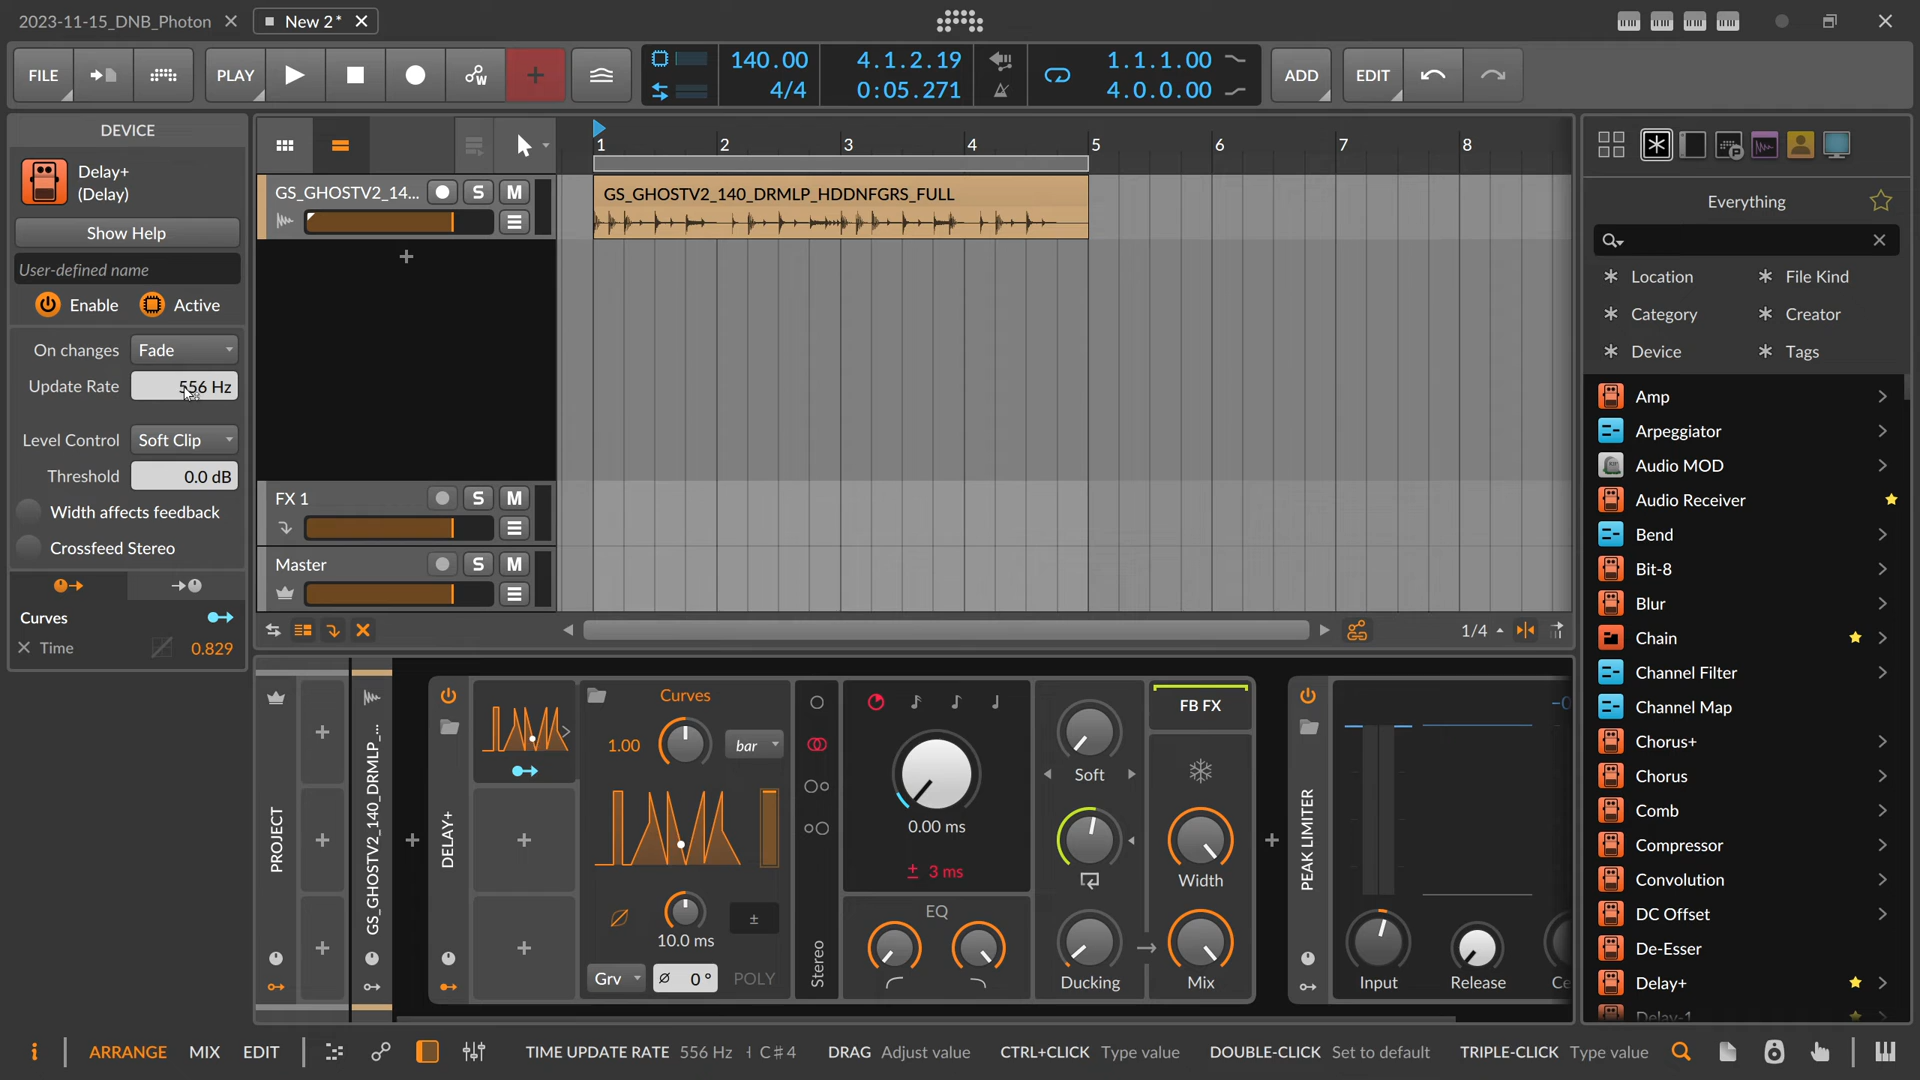 2023-11-15_DNB_Photon
New 2*
FILE
PLAY
140.00
4/4
4.1.2.19
0:05.271
1.1.1.00
4.0.0.00
ADD
EDIT
DEVICE
Delay+
(Delay)
Show Help
User-defined name
Enable
Active
On changes
Fade
Update Rate
556 Hz
Level Control
Soft Clip
Threshold
0.0 dB
Width affects feedback
Crossfeed Stereo
Curves
Time
0.829
1
2
3
4
5
6
7
8
GS_GHOSTV2_14...
S
M
GS_GHOSTV2_140_DRMLP_HDDNFGRS_FULL
FX 1
S
M
Master
S
M
1/4
PROJECT
GS_GHOSTV2_140_DRMLP_...
DELAY+
Curves
1.00
bar
10.0 ms
±
Grv
0 °
POLY
Stereo
0.00 ms
± 3 ms
EQ
Soft
Ducking
FB FX
Width
Mix
PEAK LIMITER
Input
Release
Ce
-0
Everything
Location
File Kind
Category
Creator
Device
Tags
Amp
Arpeggiator
Audio MOD
Audio Receiver
Bend
Bit-8
Blur
Chain
Channel Filter
Channel Map
Chorus+
Chorus
Comb
Compressor
Convolution
DC Offset
De-Esser
Delay+
Delay-1
i
ARRANGE
MIX
EDIT
TIME UPDATE RATE 556 Hz C#4
DRAG Adjust value
CTRL+CLICK Type value
DOUBLE-CLICK Set to default
TRIPLE-CLICK Type value